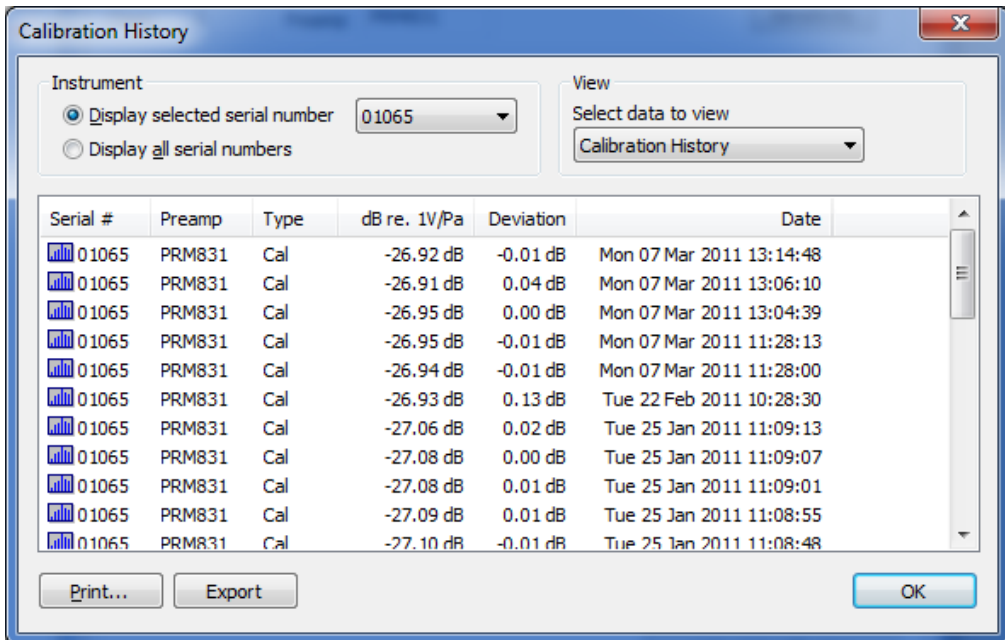 Calibration History
Instrument
Display selected serial number 01065
Display all serial numbers
View
Select data to view
Calibration History
Serial # Preamp Type dB re. 1V/Pa Deviation Date
01065 PRM831 Cal -26.92 dB -0.01 dB Mon 07 Mar 2011 13:14:48
01065 PRM831 Cal -26.91 dB 0.04 dB Mon 07 Mar 2011 13:06:10
01065 PRM831 Cal -26.95 dB 0.00 dB Mon 07 Mar 2011 13:04:39
01065 PRM831 Cal -26.95 dB -0.01 dB Mon 07 Mar 2011 11:28:13
01065 PRM831 Cal -26.94 dB -0.01 dB Mon 07 Mar 2011 11:28:00
01065 PRM831 Cal -26.93 dB 0.13 dB Tue 22 Feb 2011 10:28:30
01065 PRM831 Cal -27.06 dB 0.02 dB Tue 25 Jan 2011 11:09:13
01065 PRM831 Cal -27.08 dB 0.00 dB Tue 25 Jan 2011 11:09:07
01065 PRM831 Cal -27.08 dB 0.01 dB Tue 25 Jan 2011 11:09:01
01065 PRM831 Cal -27.09 dB 0.01 dB Tue 25 Jan 2011 11:08:55
01065 PRM831 Cal -27.10 dB -0.01 dB Tue 25 Jan 2011 11:08:48
Print... Export OK